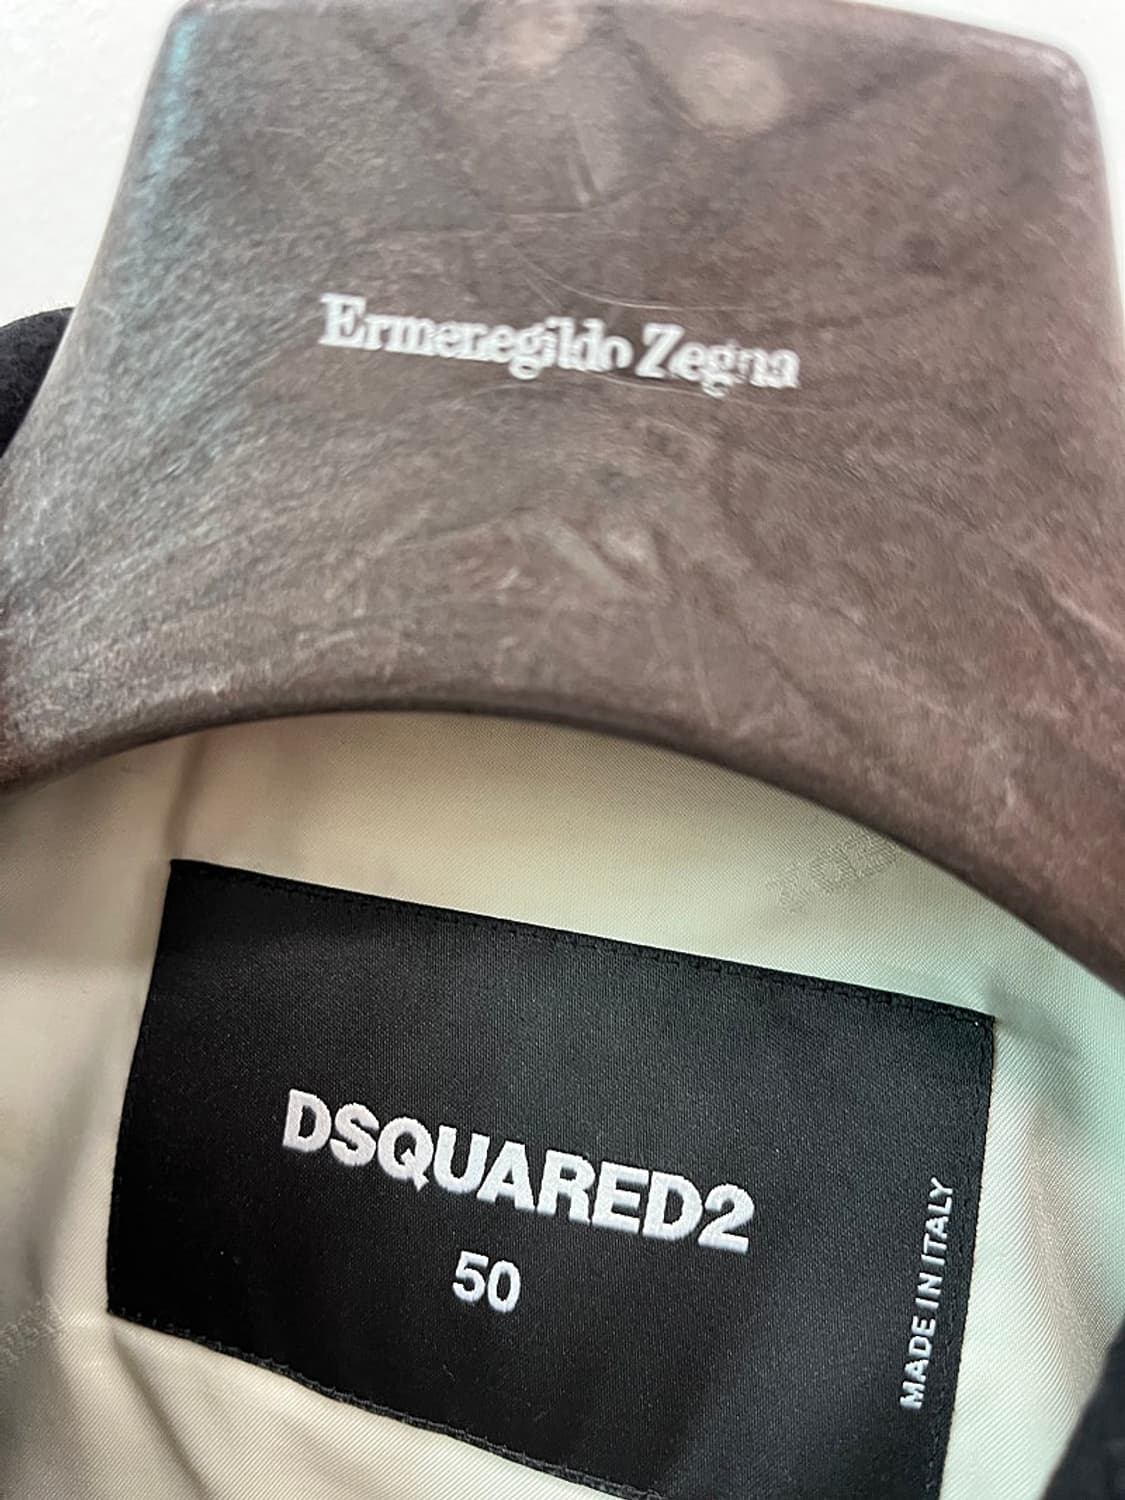 Ermenegildo Zegna
DSQUARED2
50
MADE IN ITALY